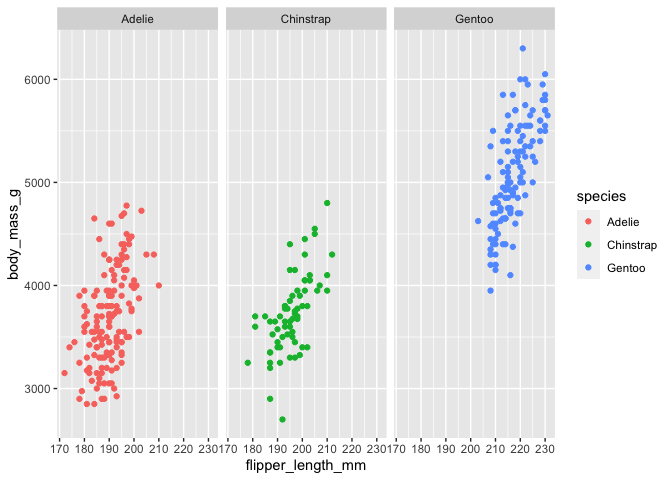 Adelie Chinstrap Gentoo
6000
5000
4000
3000
body_mass_g
170 180 190 200 210 220 230 170 180 190 200 210 220 230 170 180 190 200 210 220 230
flipper_length_mm
species
Adelie
Chinstrap
Gentoo